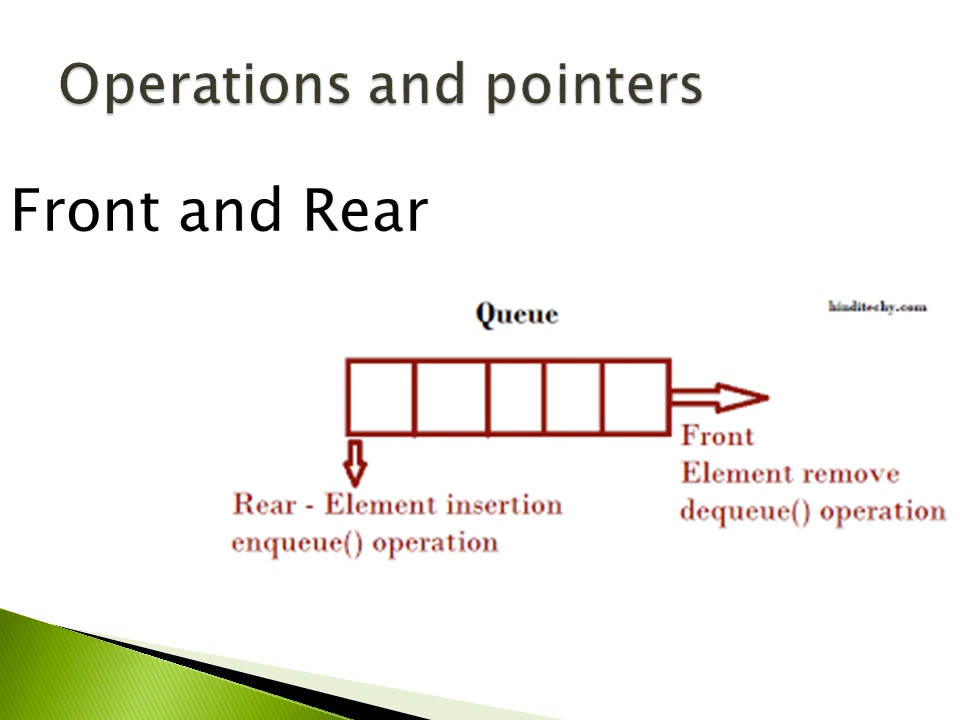 Operations and pointers
Front and Rear
Queue
hinditechy.com
Front
Element remove
dequeue() operation
Rear - Element insertion
enqueue() operation